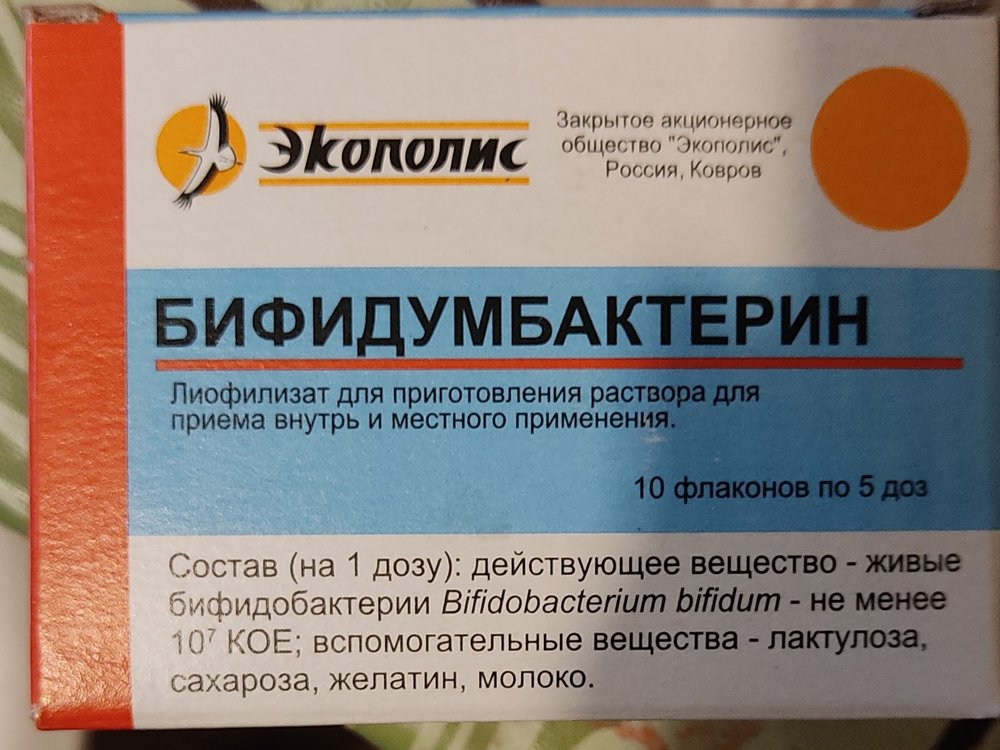 Экополис
Закрытое акционерное
общество "Экополис",
Россия, Ковров
БИФИДУМБАКТЕРИН
Лиофилизат для приготовления раствора для
приема внутрь и местного применения.
10 флаконов по 5 доз
Состав (на 1 дозу): действующее вещество - живые
бифидобактерии Bifidobacterium bifidum - не менее
10⁷ КОЕ; вспомогательные вещества - лактулоза,
сахароза, желатин, молоко.